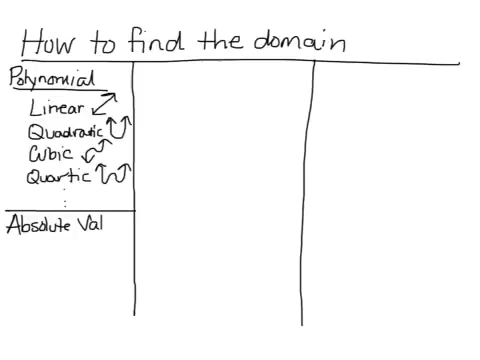 How to find the domain
Polynomial
Linear
Quadratic
Cubic
Quartic
Absolute Val